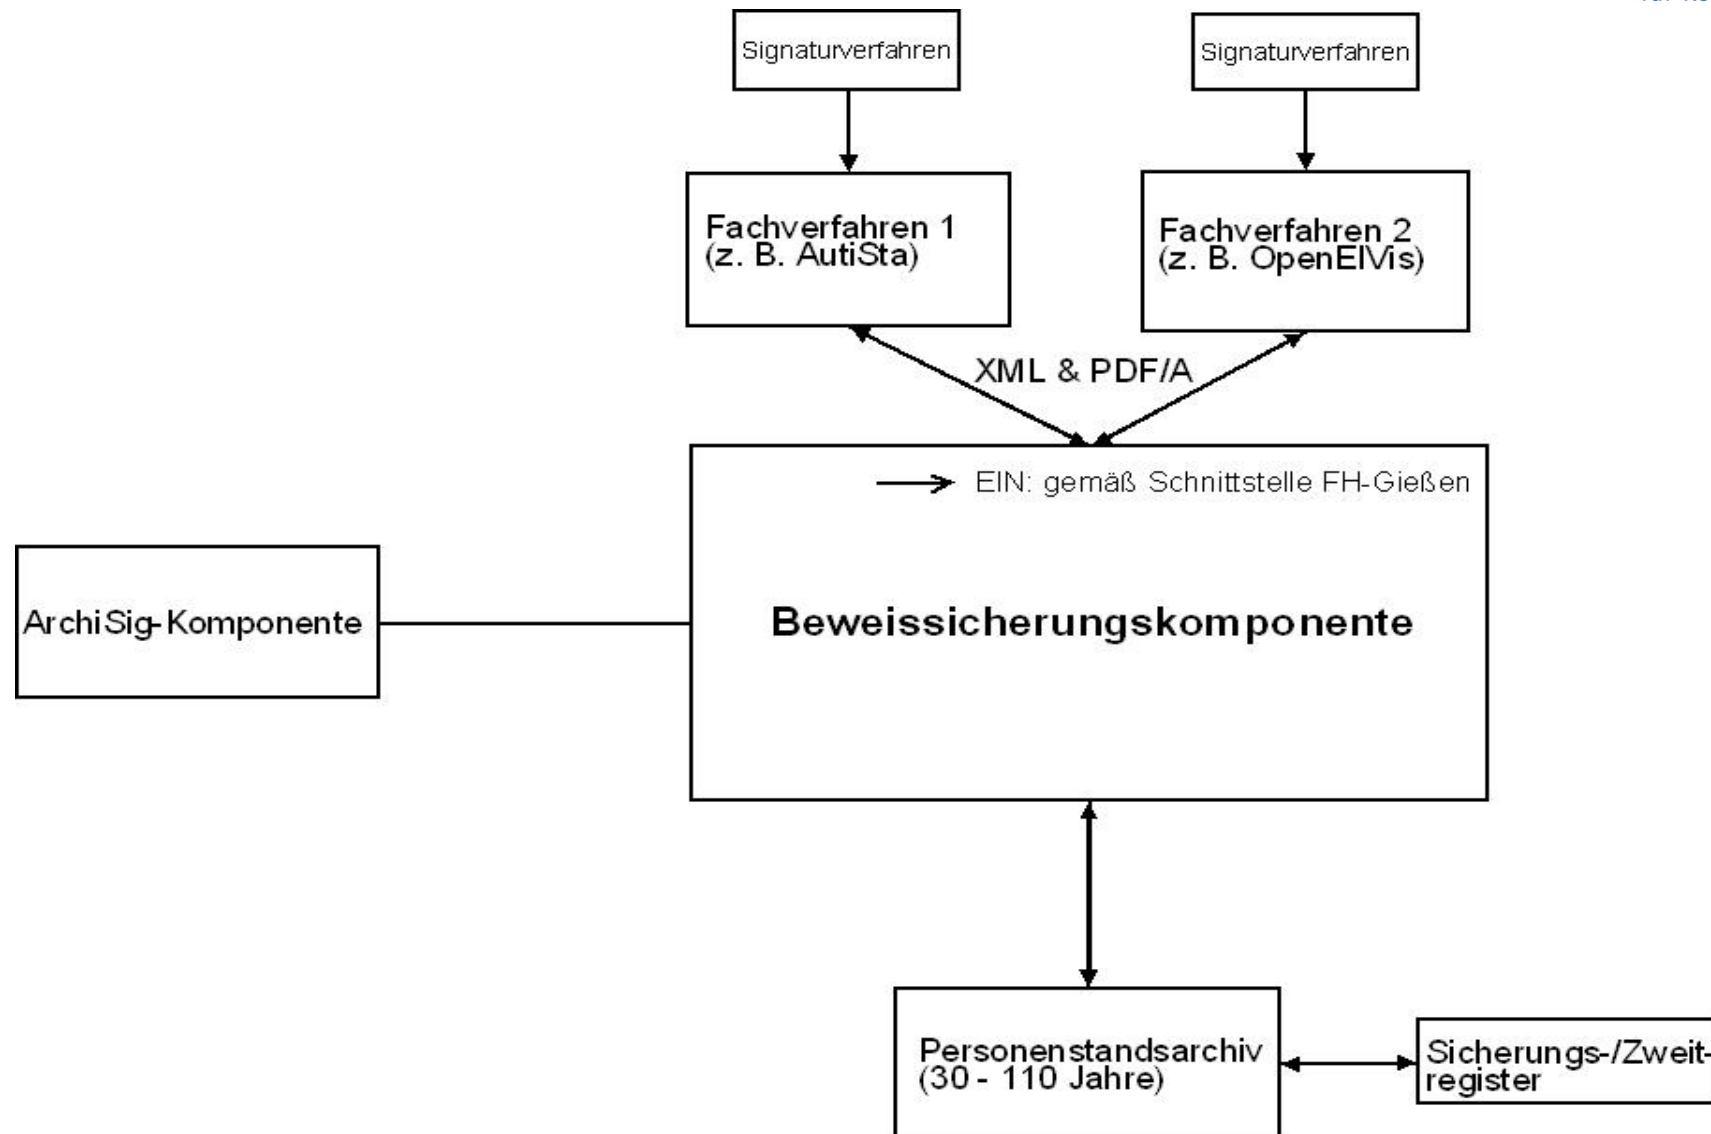 Signaturverfahren
Signaturverfahren
Fachverfahren 1
(z. B. AutiSta)
Fachverfahren 2
(z. B. OpenElVis)
XML & PDF/A
EIN: gemäß Schnittstelle FH-Gießen
ArchiSig-Komponente
Beweissicherungskomponente
Personenstandsarchiv
(30 - 110 Jahre)
Sicherungs-/Zweit-
register